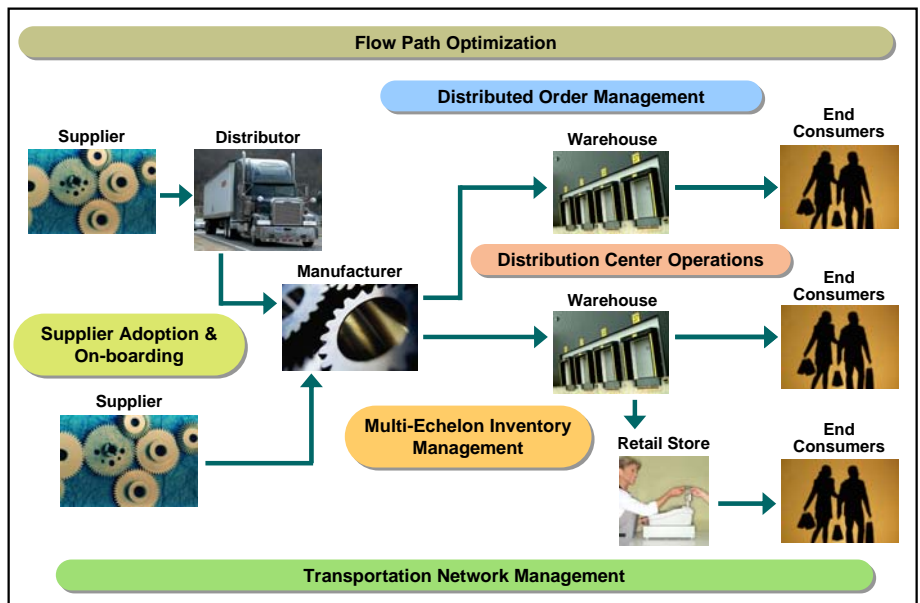 Flow Path Optimization
Distributed Order Management
Supplier
Distributor
Warehouse
End
Consumers
Manufacturer
Distribution Center Operations
Warehouse
End
Consumers
Supplier Adoption &
On-boarding
Supplier
Multi-Echelon Inventory
Management
Retail Store
End
Consumers
Transportation Network Management